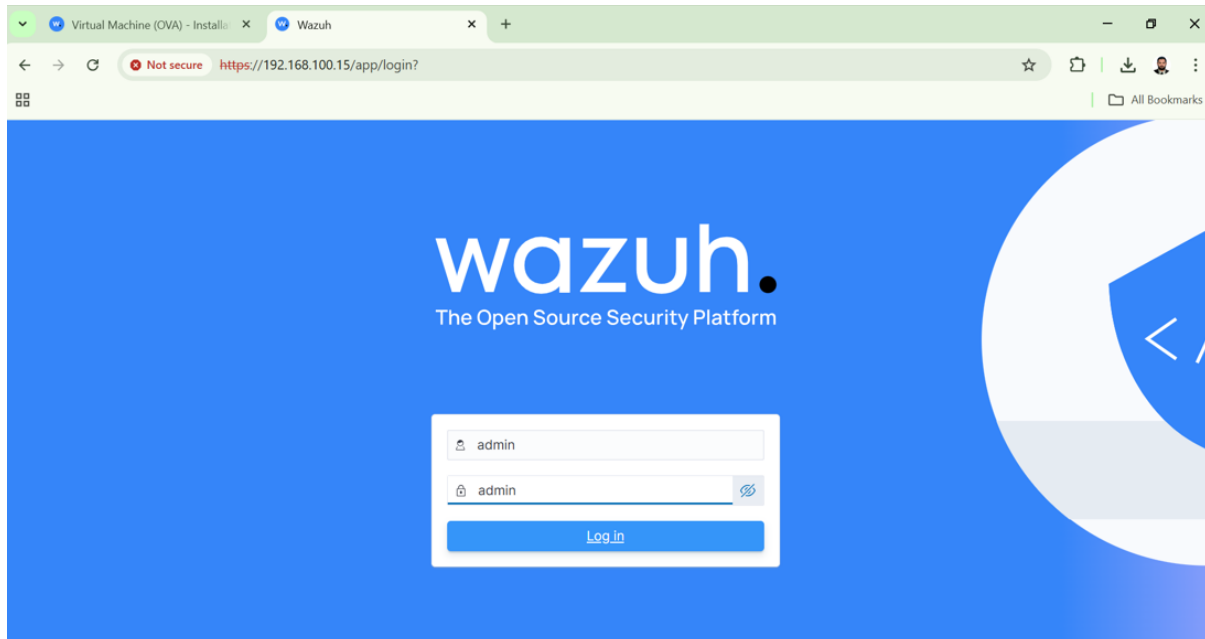 Virtual Machine (OVA) - Installa
Wazuh
Not secure https://192.168.100.15/app/login?
All Bookmarks
wazuh.
The Open Source Security Platform
admin
admin
Log in